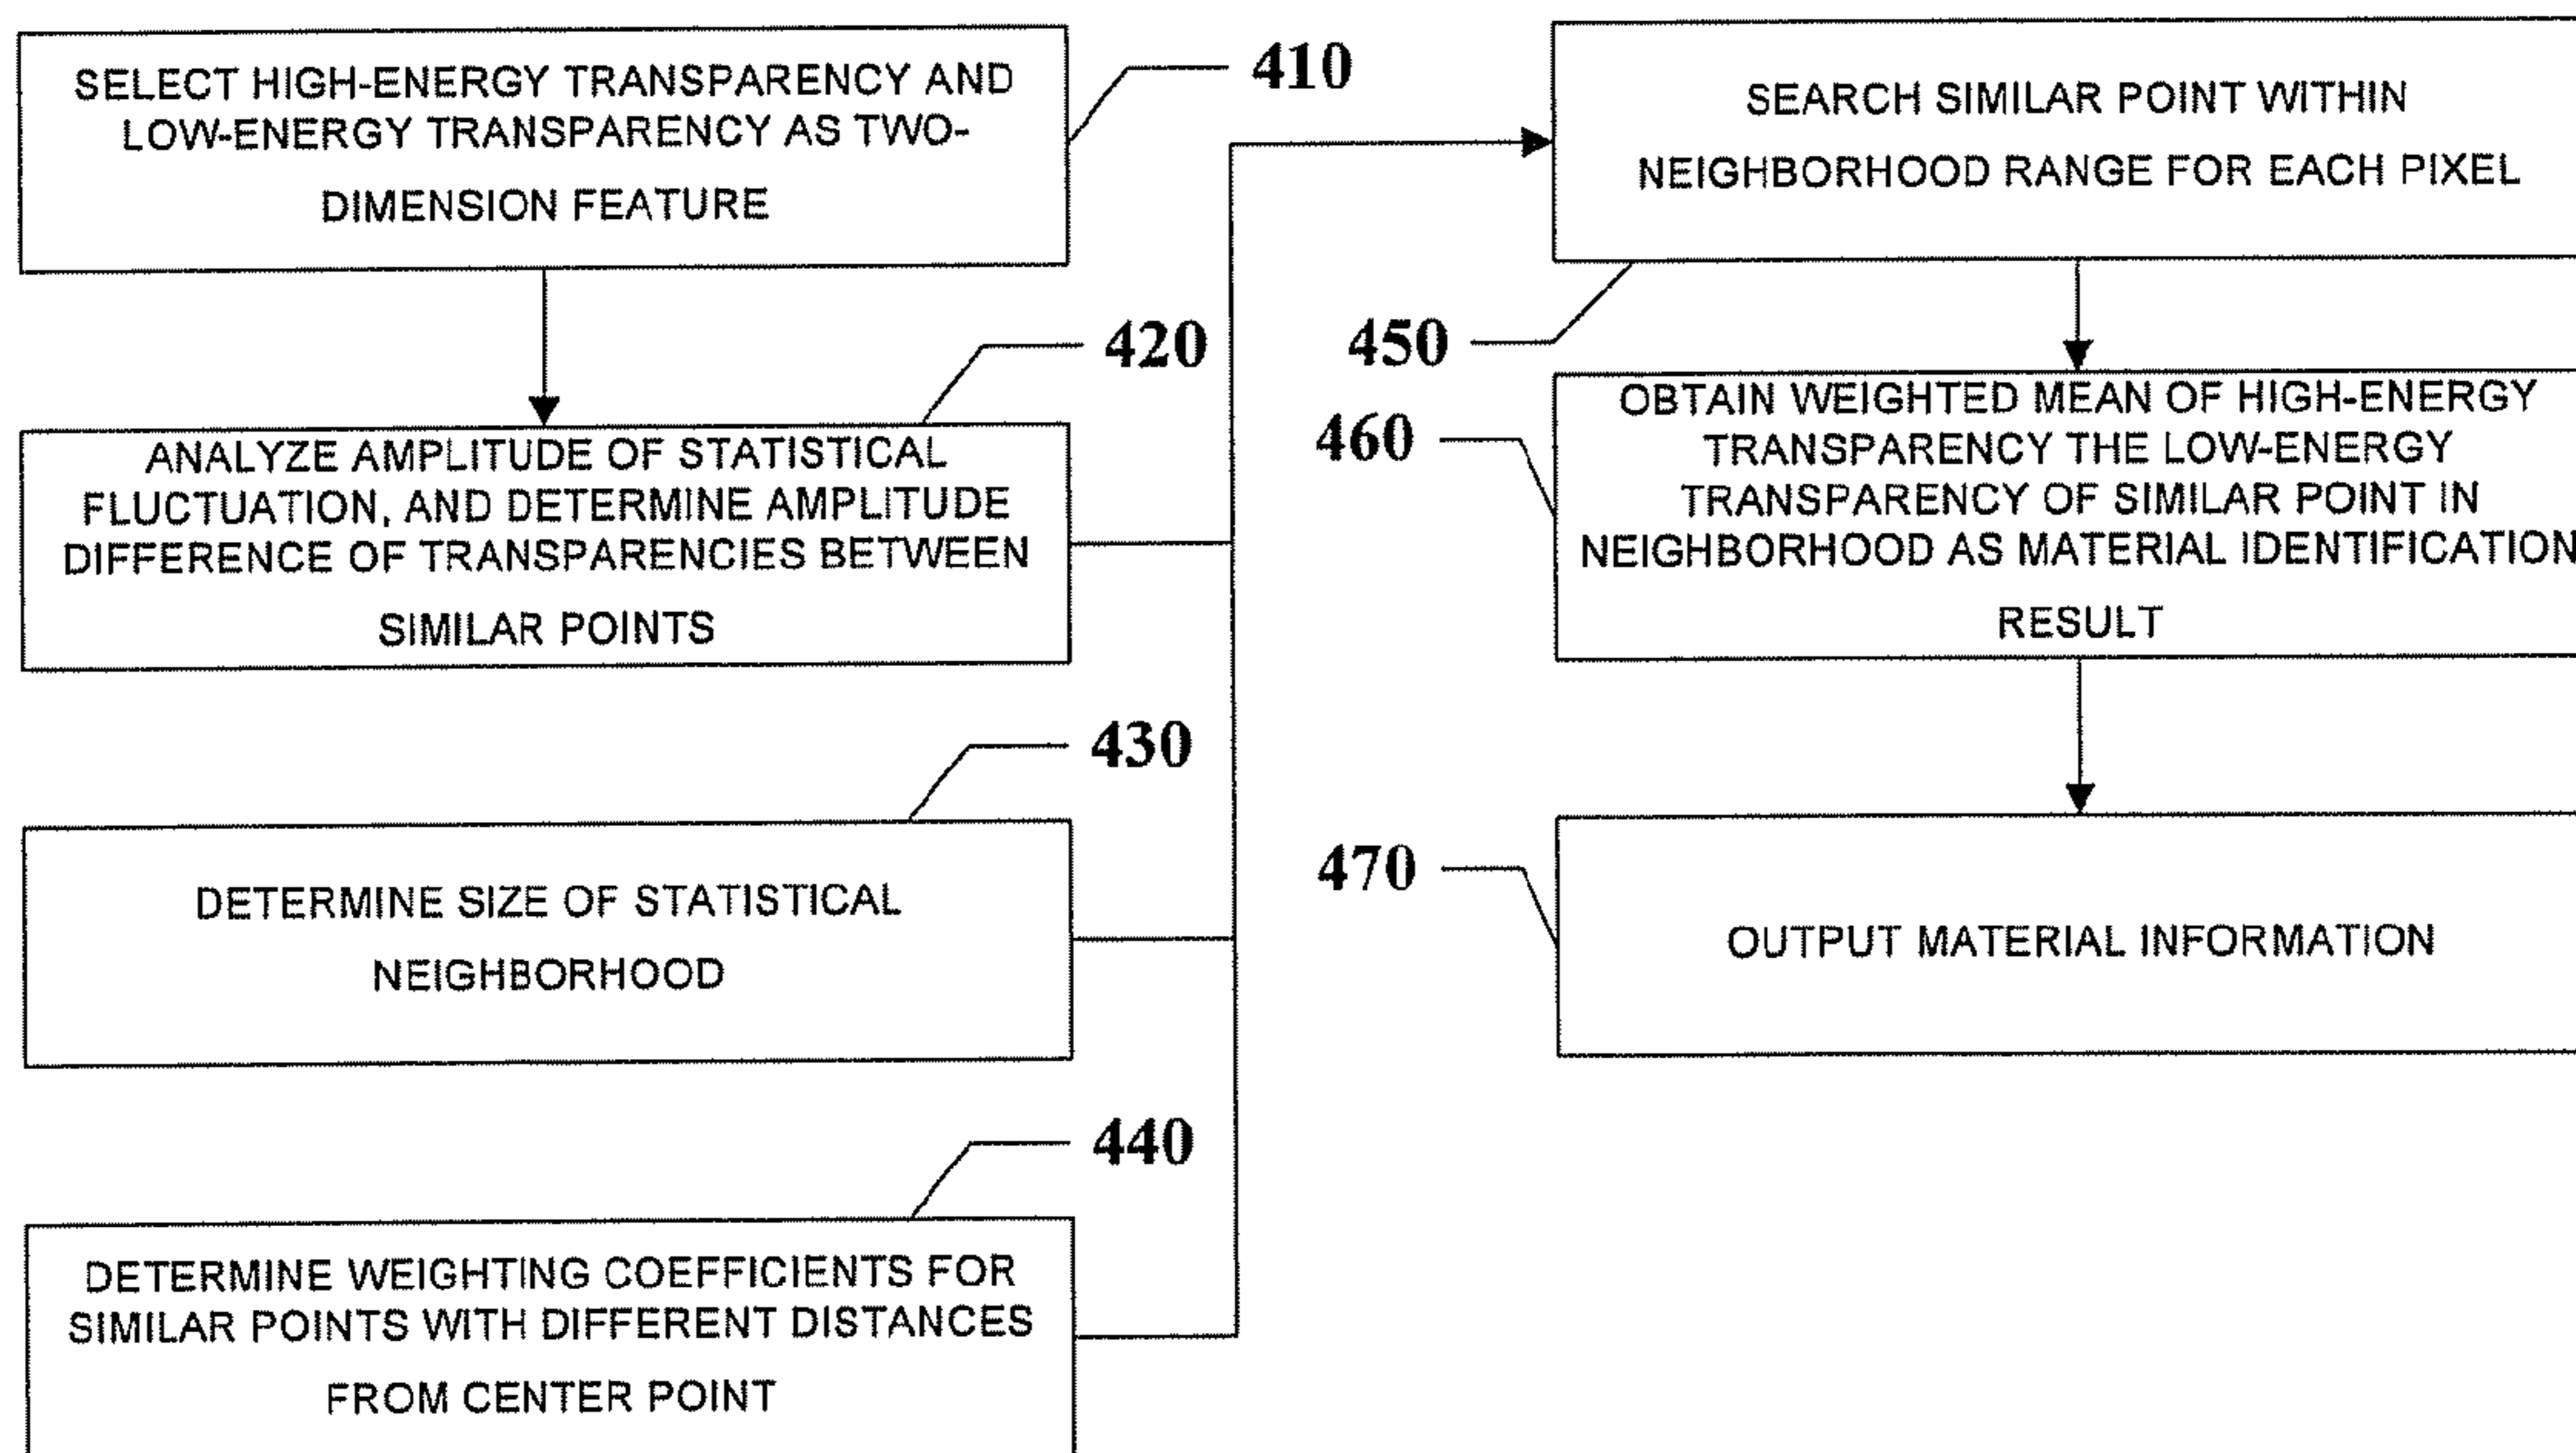 SELECT HIGH-ENERGY TRANSPARENCY AND
LOW-ENERGY TRANSPARENCY AS TWO-
DIMENSION FEATURE
410
ANALYZE AMPLITUDE OF STATISTICAL
FLUCTUATION, AND DETERMINE AMPLITUDE
DIFFERENCE OF TRANSPARENCIES BETWEEN
SIMILAR POINTS
420
DETERMINE SIZE OF STATISTICAL
NEIGHBORHOOD
430
DETERMINE WEIGHTING COEFFICIENTS FOR
SIMILAR POINTS WITH DIFFERENT DISTANCES
FROM CENTER POINT
440
SEARCH SIMILAR POINT WITHIN
NEIGHBORHOOD RANGE FOR EACH PIXEL
450
OBTAIN WEIGHTED MEAN OF HIGH-ENERGY
TRANSPARENCY THE LOW-ENERGY
TRANSPARENCY OF SIMILAR POINT IN
NEIGHBORHOOD AS MATERIAL IDENTIFICATION
RESULT
460
OUTPUT MATERIAL INFORMATION
470